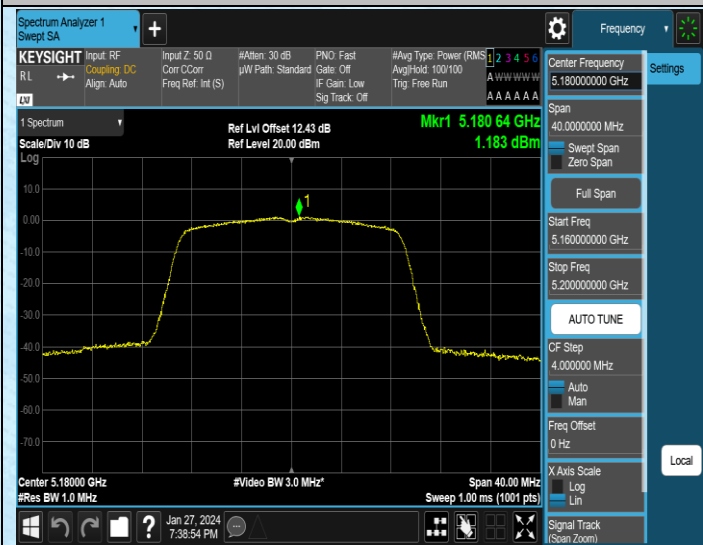 Spectrum Analyzer 1
Swept SA
+
Frequency
KEYSIGHT
RL
LXI
Input: RF
Coupling: DC
Align: Auto
Input Z: 50 Ω
Corr CCorr
Freq Ref: Int (S)
#Atten: 30 dB
µW Path: Standard
PNO: Fast
Gate: Off
IF Gain: Low
Sig Track: Off
#Avg Type: Power (RMS
Avg|Hold: 100/100
Trig: Free Run
1 2 3 4 5 6
A W W W W W
A A A A A A
1 Spectrum
Scale/Div 10 dB
Log
Ref Lvl Offset 12.43 dB
Ref Level 20.00 dBm
Mkr1 5.180 64 GHz
1.183 dBm
1
10.0
0.00
-10.0
-20.0
-30.0
-40.0
-50.0
-60.0
-70.0
Center 5.18000 GHz
#Res BW 1.0 MHz
#Video BW 3.0 MHz*
Span 40.00 MHz
Sweep 1.00 ms (1001 pts)
?
Jan 27, 2024
7:38:54 PM
Center Frequency
5.180000000 GHz
Settings
Span
40.0000000 MHz
Swept Span
Zero Span
Full Span
Start Freq
5.160000000 GHz
Stop Freq
5.200000000 GHz
AUTO TUNE
CF Step
4.000000 MHz
Auto
Man
Freq Offset
0 Hz
Local
X Axis Scale
Log
Lin
Signal Track
(Span Zoom)